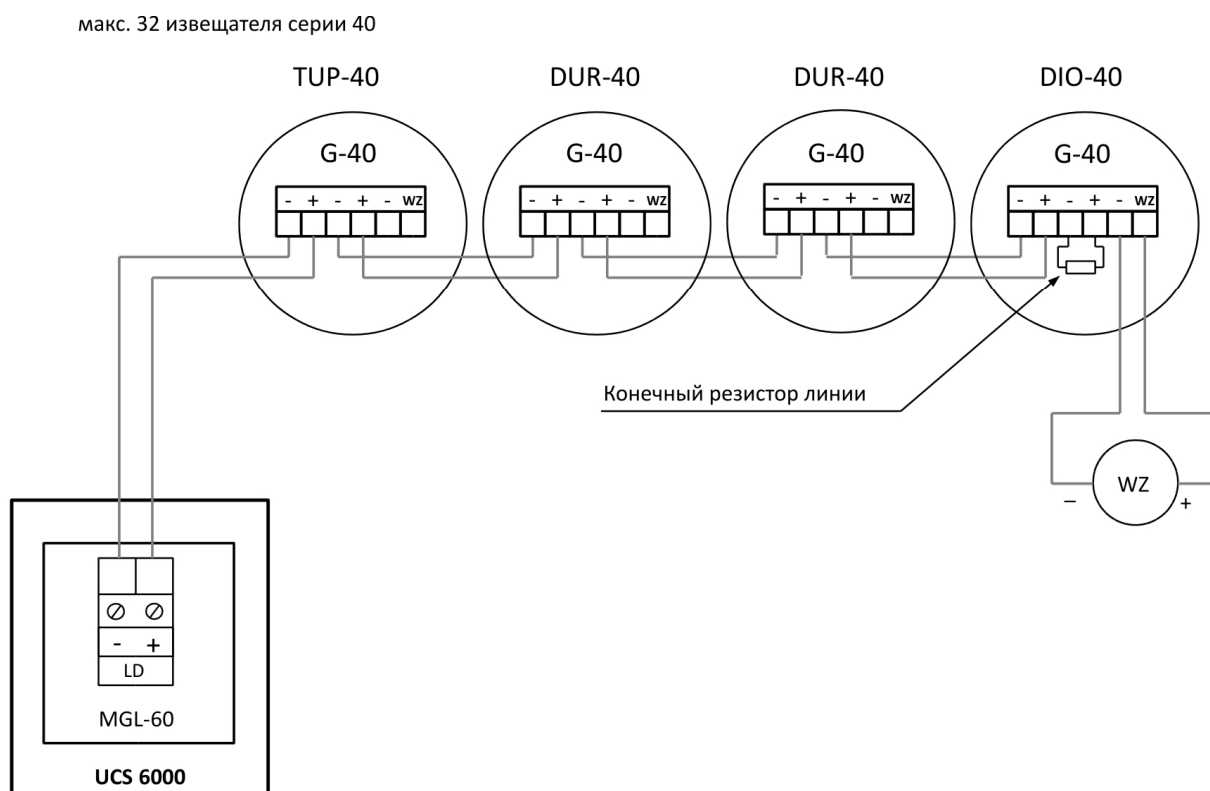 макс. 32 извещателя серии 40
TUP-40 DUR-40 DUR-40 DIO-40
G-40 G-40 G-40 G-40
- + - + - WZ - + - + - WZ - + - + - WZ - + - + - WZ
Конечный резистор линии
WZ
– +
- +
LD
MGL-60
UCS 6000